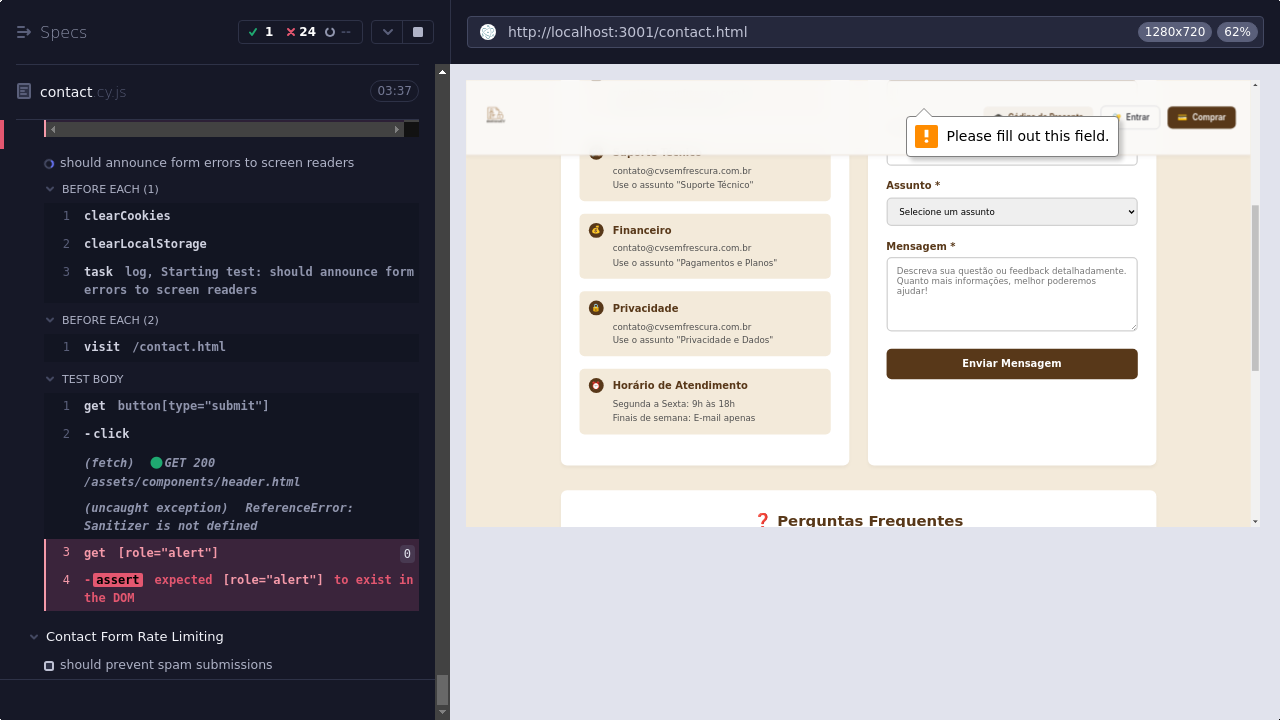 Specs
1
24
--
http://localhost:3001/contact.html
1280x720
62%
contact.cy.js
03:37
should announce form errors to screen readers
BEFORE EACH (1)
1 clearCookies
2 clearLocalStorage
3 task log, Starting test: should announce form
errors to screen readers
BEFORE EACH (2)
1 visit /contact.html
TEST BODY
1 get button[type="submit"]
2 -click
(fetch) GET 200
/assets/components/header.html
(uncaught exception) ReferenceError:
Sanitizer is not defined
3 get [role="alert"] 0
4 -assert expected [role="alert"] to exist in
the DOM
Contact Form Rate Limiting
should prevent spam submissions
Entrar
Comprar
Please fill out this field.
contato@cvsemfrescura.com.br
Use o assunto "Suporte Técnico"
Financeiro
contato@cvsemfrescura.com.br
Use o assunto "Pagamentos e Planos"
Privacidade
contato@cvsemfrescura.com.br
Use o assunto "Privacidade e Dados"
Horário de Atendimento
Segunda a Sexta: 9h às 18h
Finais de semana: E-mail apenas
Assunto *
Selecione um assunto
Mensagem *
Descreva sua questão ou feedback detalhadamente.
Quanto mais informações, melhor poderemos
ajudar!
Enviar Mensagem
❓ Perguntas Frequentes